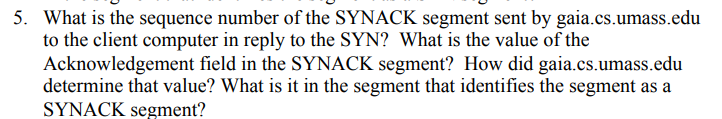 5. What is the sequence number of the SYNACK segment sent by gaia.cs.umass.edu
to the client computer in reply to the SYN? What is the value of the
Acknowledgement field in the SYNACK segment? How did gaia.cs.umass.edu
determine that value? What is it in the segment that identifies the segment as a
SYNACK segment?